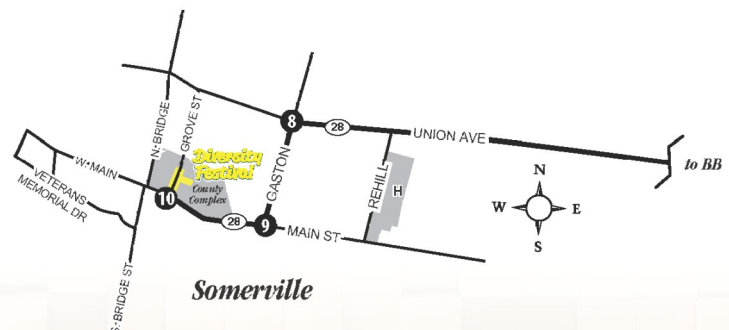 8
28
UNION AVE
to BB
N. BRIDGE
GROVE ST
Diversity
Festival
County
Complex
GASTON
REHILL
H
N
W E
S
W. MAIN
VETERANS
MEMORIAL DR
10
28
9
MAIN ST
S. BRIDGE ST
Somerville